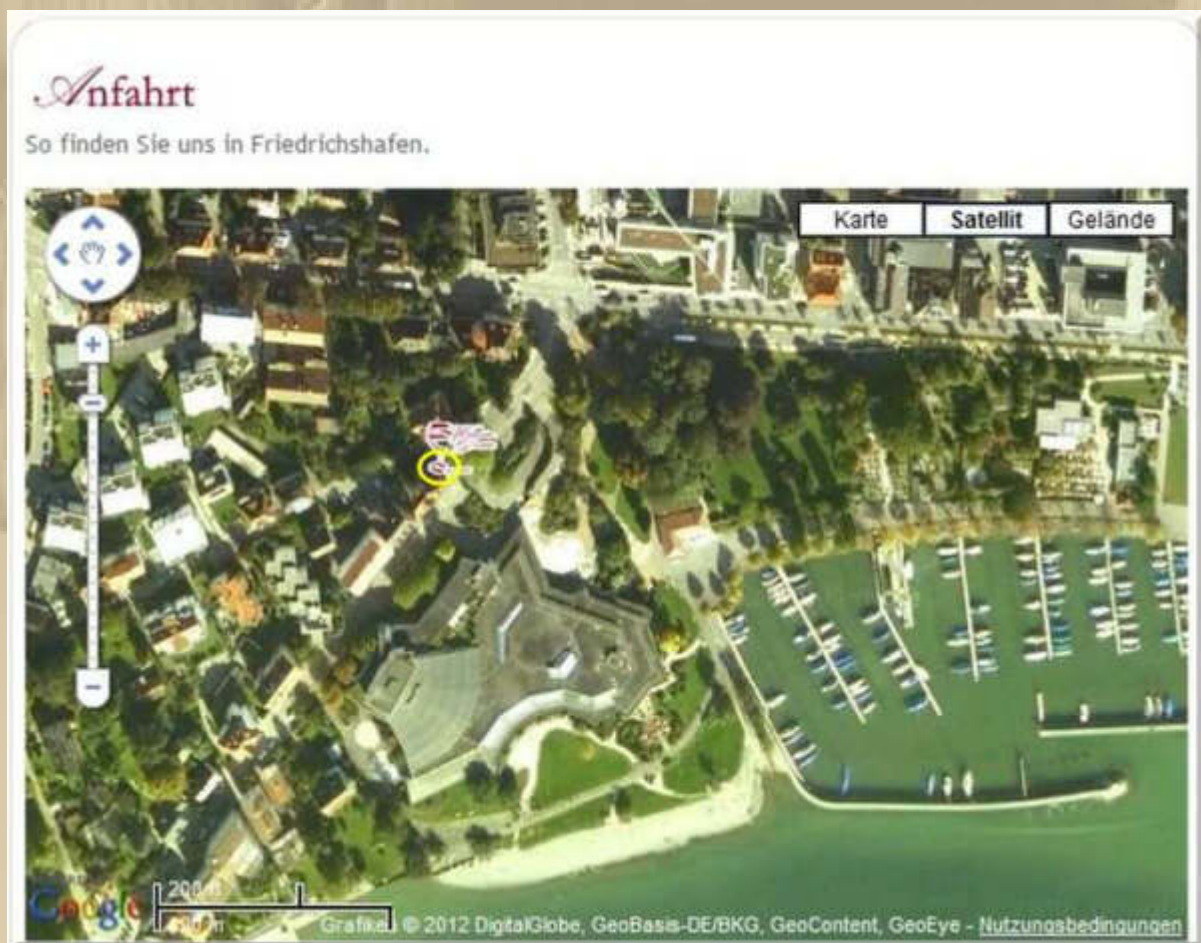 Anfahrt
So finden Sie uns in Friedrichshafen.
Karte Satellit Gelände
Google
Grafiken © 2012 DigitalGlobe, GeoBasis-DE/BKG, GeoContent, GeoEye - Nutzungsbedingungen